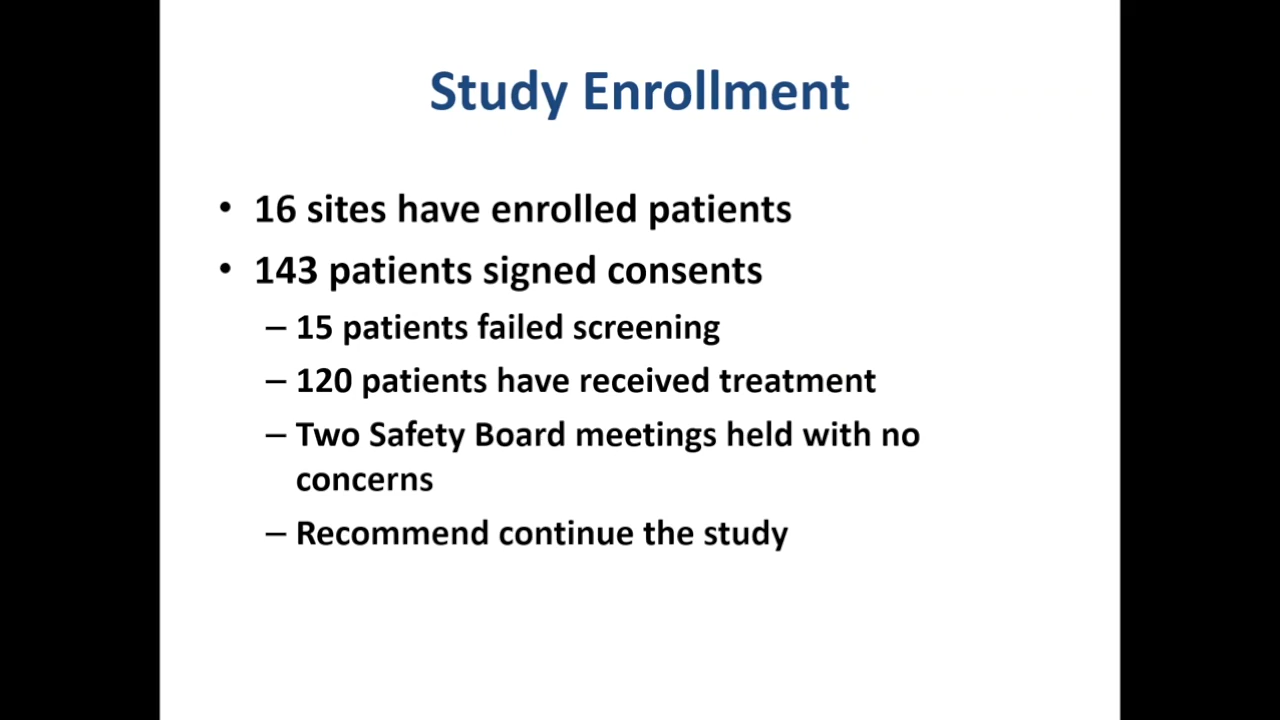 Study Enrollment
• 16 sites have enrolled patients
• 143 patients signed consents
– 15 patients failed screening
– 120 patients have received treatment
– Two Safety Board meetings held with no
concerns
– Recommend continue the study